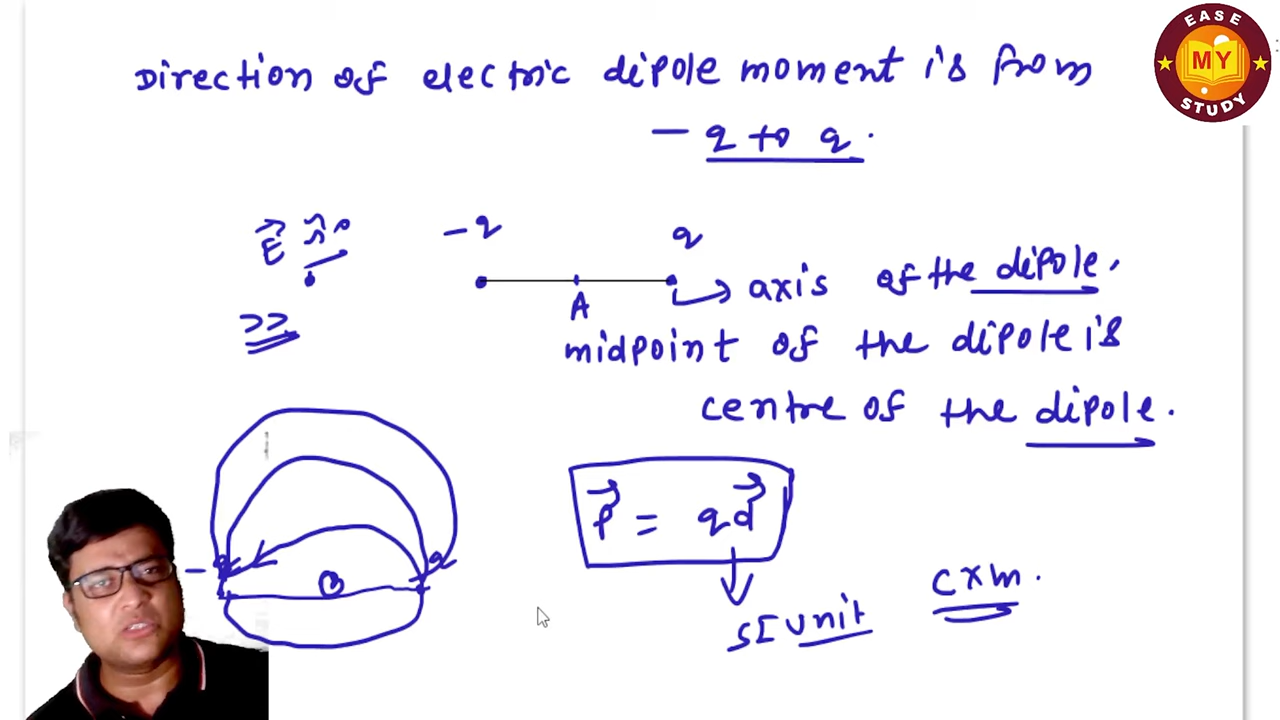 Direction of electric dipole moment is from
- q to q.
EASE
MY
STUDY
-q
q
A
axis of the dipole.
midpoint of the dipole is
centre of the dipole.
P = qd
SI unit
C x m.